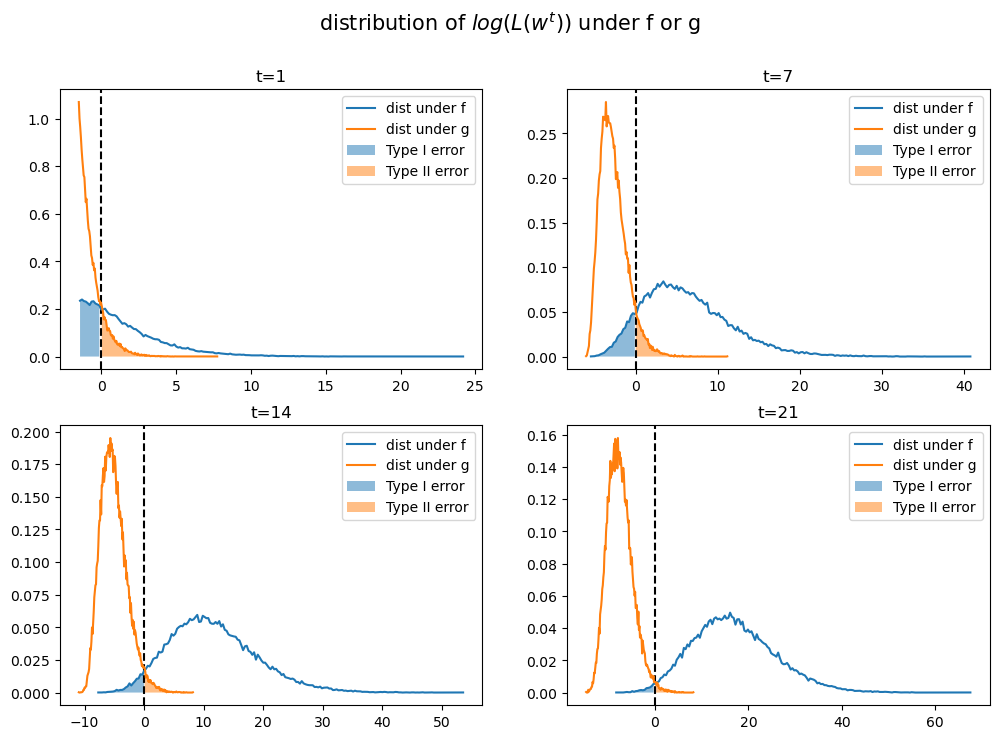 distribution of log(L(w^t)) under f or g
t=1
dist under f
dist under g
Type I error
Type II error
1.0
0.8
0.6
0.4
0.2
0.0
0
5
10
15
20
25
t=7
dist under f
dist under g
Type I error
Type II error
0.25
0.20
0.15
0.10
0.05
0.00
0
10
20
30
40
t=14
dist under f
dist under g
Type I error
Type II error
0.200
0.175
0.150
0.125
0.100
0.075
0.050
0.025
0.000
−10
0
10
20
30
40
50
t=21
dist under f
dist under g
Type I error
Type II error
0.16
0.14
0.12
0.10
0.08
0.06
0.04
0.02
0.00
0
20
40
60